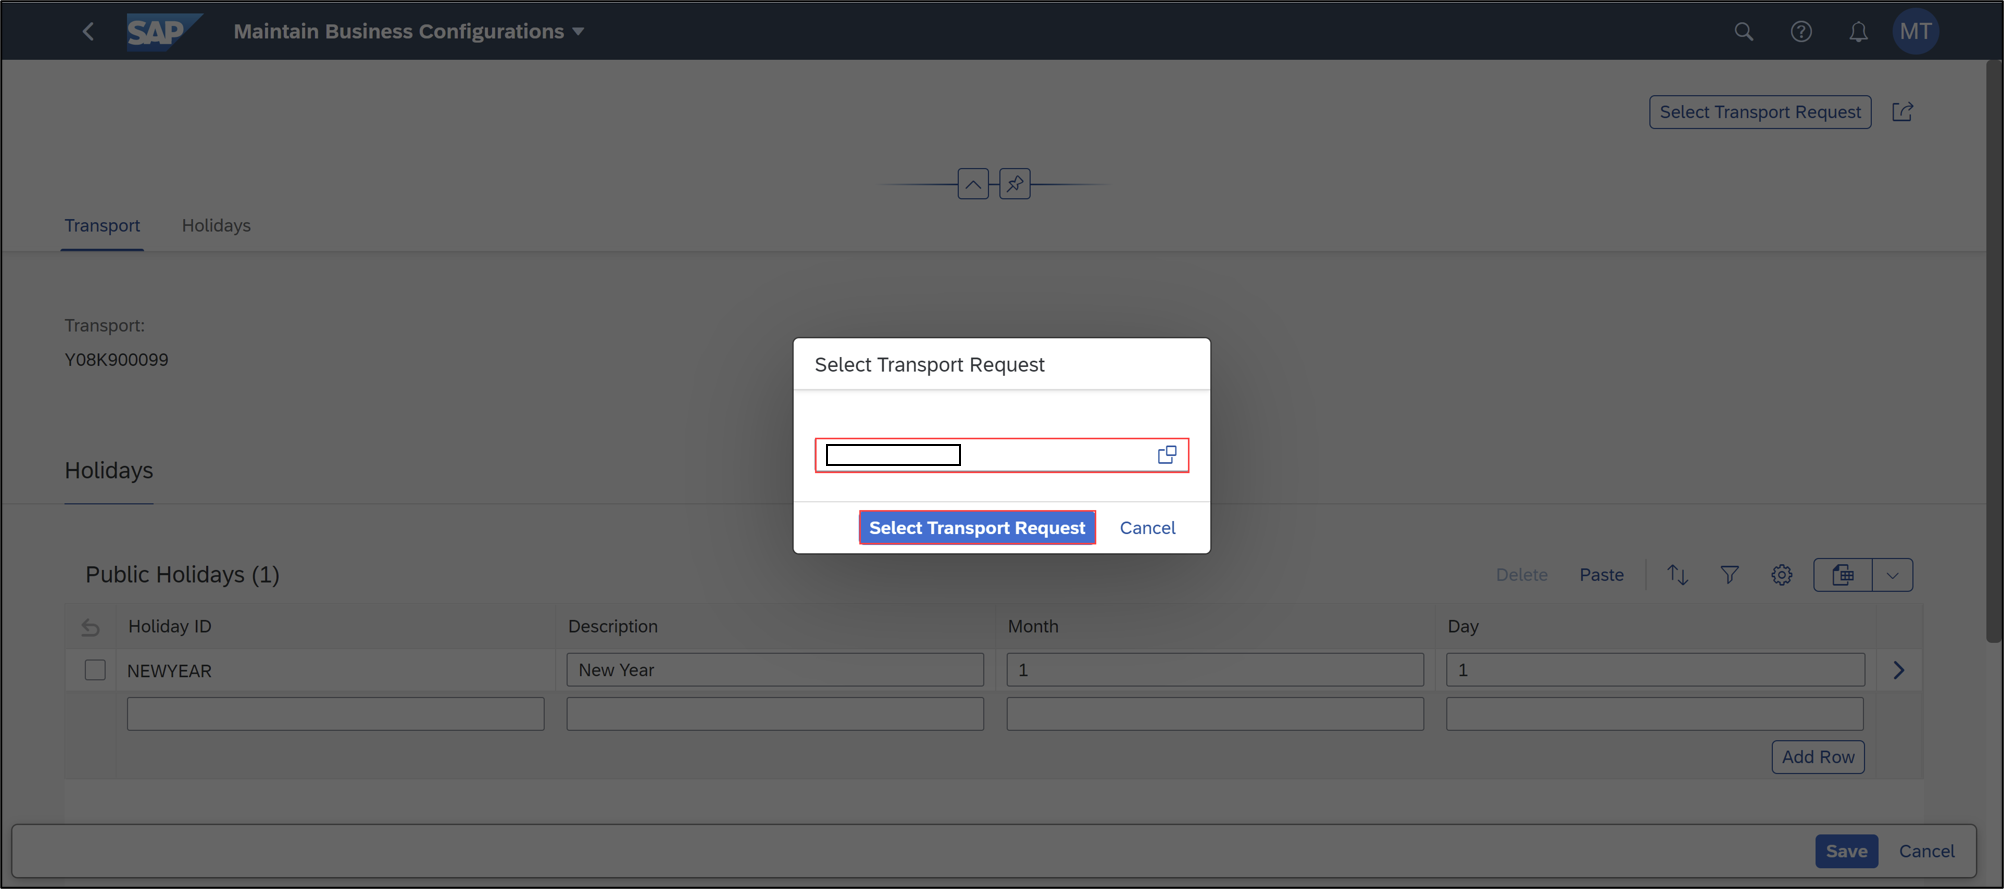 SAP Maintain Business Configurations MT
Select Transport Request
Transport Holidays
Transport:
Y08K900099
Select Transport Request
Select Transport Request Cancel
Holidays
Public Holidays (1) Delete Paste
Holiday ID Description Month Day
NEWYEAR New Year 1 1
Add Row
Save Cancel